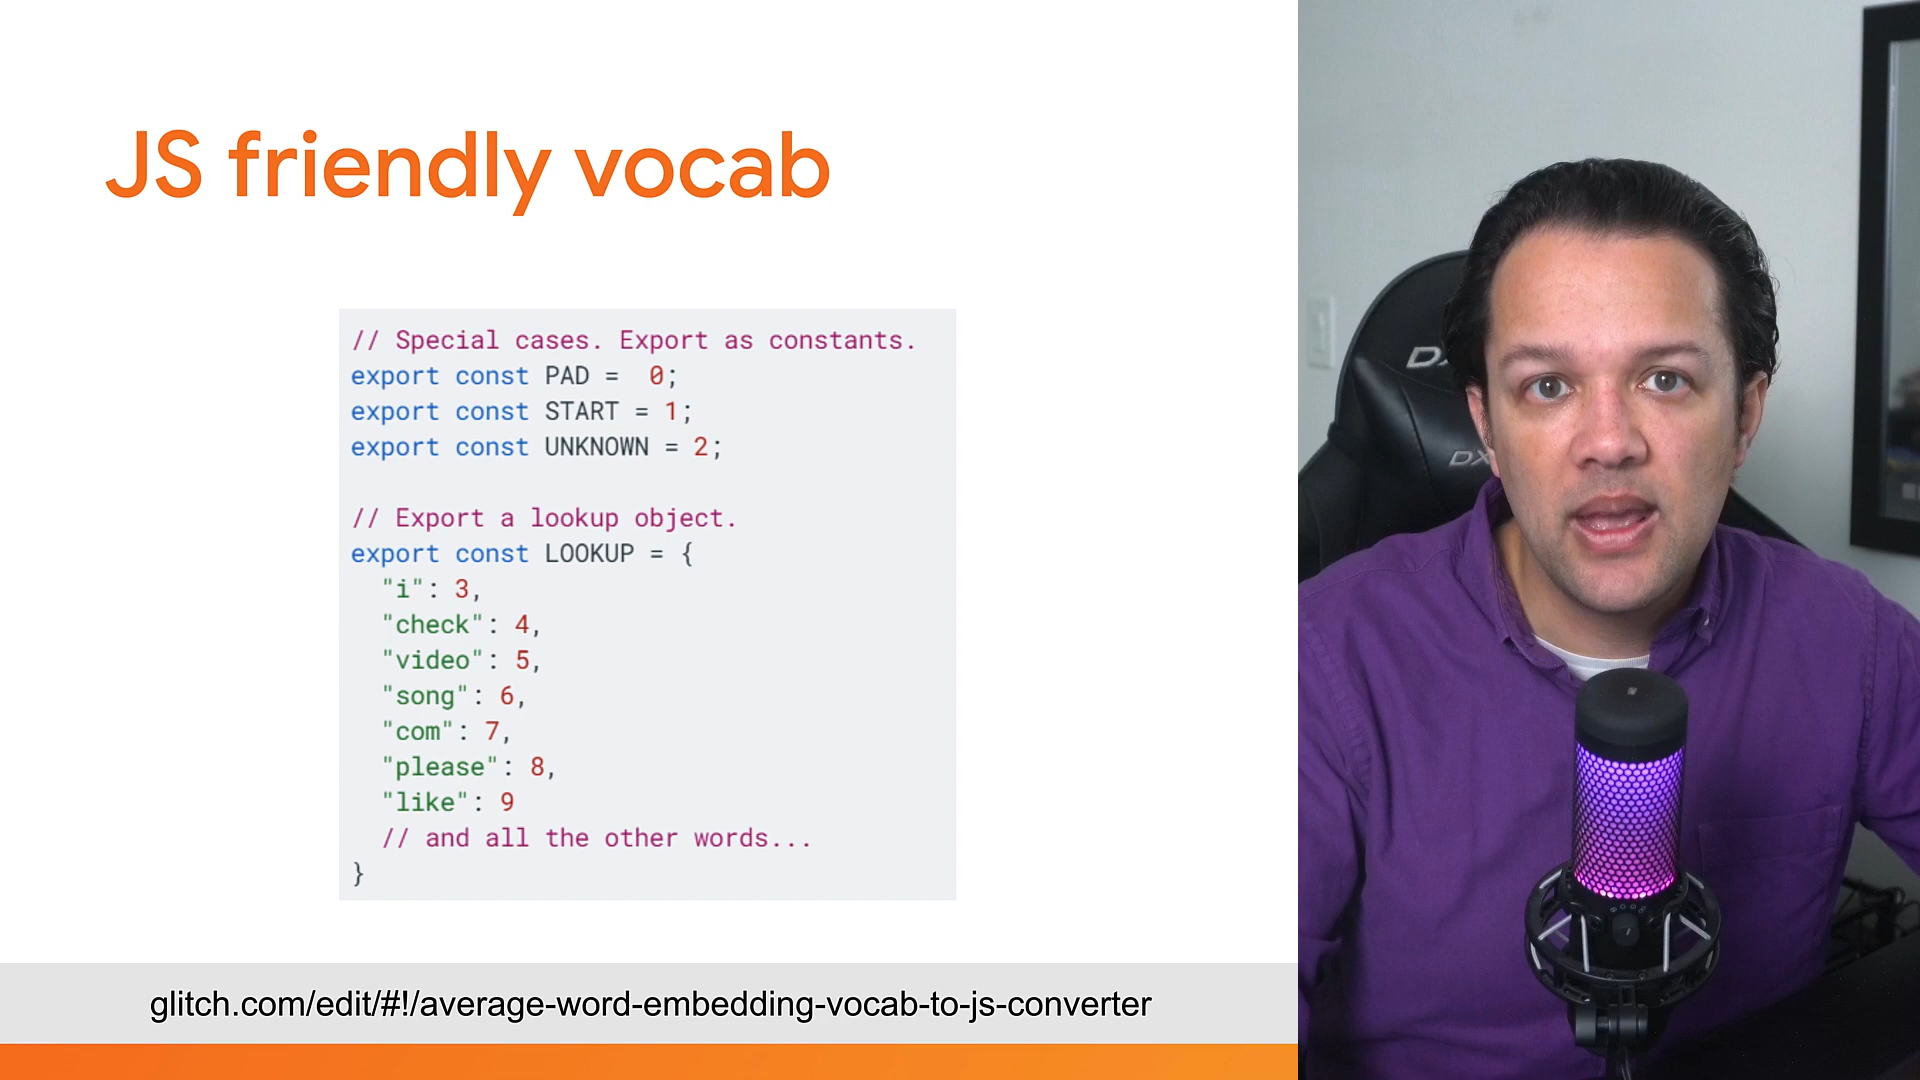 JS friendly vocab
// Special cases. Export as constants.
export const PAD =  0;
export const START = 1;
export const UNKNOWN = 2;
// Export a lookup object.
export const LOOKUP = {
"i": 3,
"check": 4,
"video": 5,
"song": 6,
"com": 7,
"please": 8,
"like": 9
// and all the other words...
}
glitch.com/edit/#!/average-word-embedding-vocab-to-js-converter